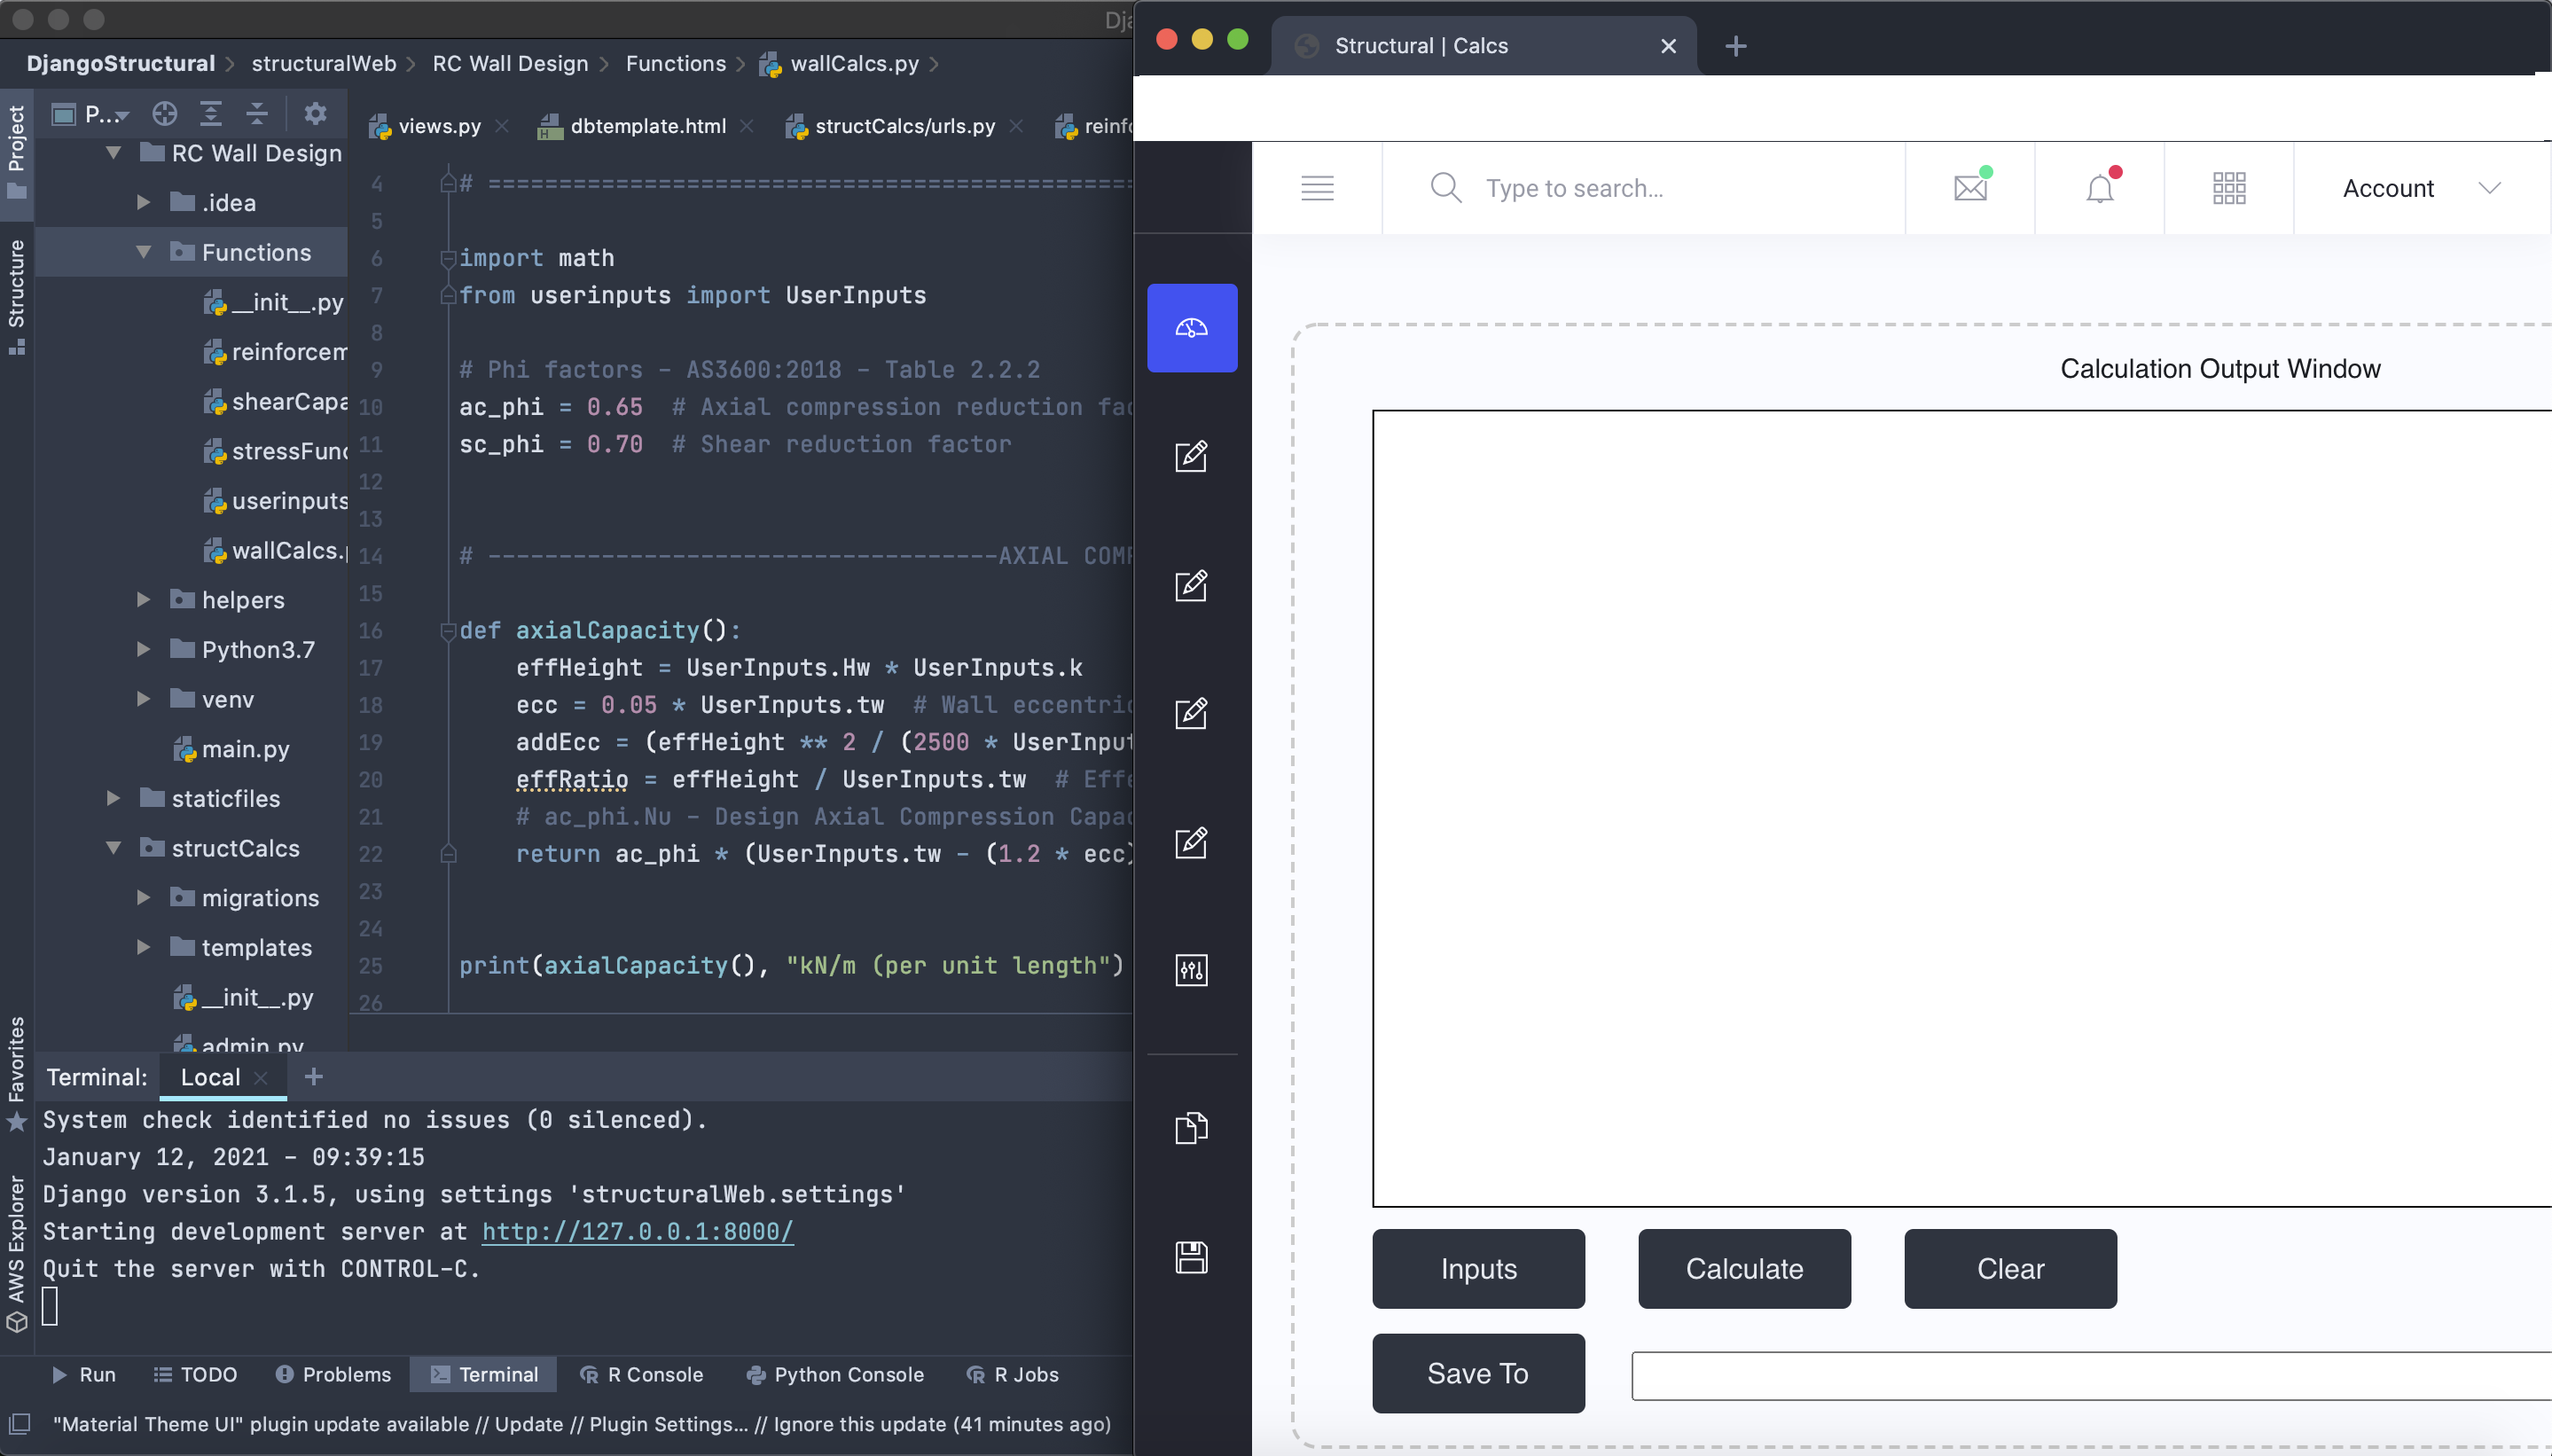 Dja
DjangoStructural
structuralWeb
RC Wall Design
Functions
wallCalcs.py
Project
Structure
Favorites
AWS Explorer
P...
RC Wall Design
.idea
Functions
__init__.py
reinforcem
shearCapa
stressFunc
userinputs
wallCalcs.p
helpers
Python3.7
venv
main.py
staticfiles
structCalcs
migrations
templates
__init__.py
admin.py
views.py
dbtemplate.html
structCalcs/urls.py
reinfo
4 # ==============================================
5
6 import math
7 from userinputs import UserInputs
8
9 # Phi factors - AS3600:2018 - Table 2.2.2
10 ac_phi = 0.65  # Axial compression reduction fac
11 sc_phi = 0.70  # Shear reduction factor
12
13
14 # ------------------------------------AXIAL COMP
15
16 def axialCapacity():
17     effHeight = UserInputs.Hw * UserInputs.k
18     ecc = 0.05 * UserInputs.tw  # Wall eccentric
19     addEcc = (effHeight ** 2 / (2500 * UserInput
20     effRatio = effHeight / UserInputs.tw  # Effe
21     # ac_phi.Nu - Design Axial Compression Capac
22     return ac_phi * (UserInputs.tw - (1.2 * ecc)
23
24
25 print(axialCapacity(), "kN/m (per unit length")
26
Terminal:
Local
System check identified no issues (0 silenced).
January 12, 2021 - 09:39:15
Django version 3.1.5, using settings 'structuralWeb.settings'
Starting development server at http://127.0.0.1:8000/
Quit the server with CONTROL-C.
Run
TODO
Problems
Terminal
R Console
Python Console
R Jobs
"Material Theme UI" plugin update available // Update // Plugin Settings... // Ignore this update (41 minutes ago)
Structural | Calcs
Type to search...
Account
Calculation Output Window
Inputs
Calculate
Clear
Save To